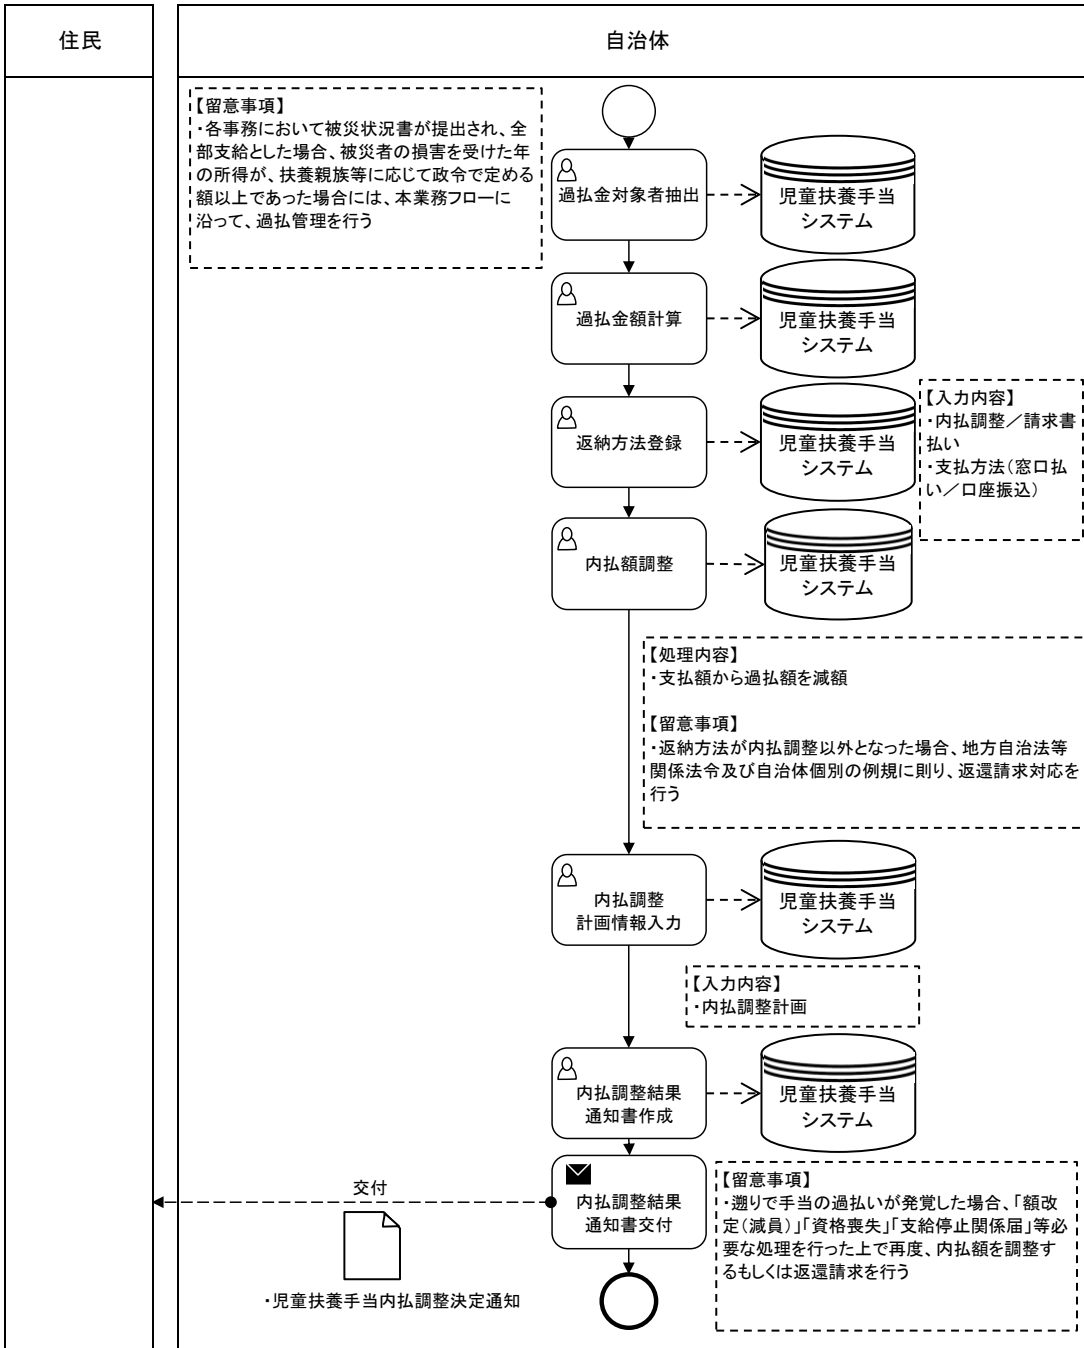 住民
自治体
【留意事項】
・各事務において被災状況書が提出され、全
部支給とした場合、被災者の損害を受けた年
の所得が、扶養親族等に応じて政令で定める
額以上であった場合には、本業務フローに
沿って、過払管理を行う
過払金対象者抽出
児童扶養手当
システム
過払金額計算
児童扶養手当
システム
返納方法登録
児童扶養手当
システム
【入力内容】
・内払調整／請求書
払い
・支払方法（窓口払
い／口座振込）
内払額調整
児童扶養手当
システム
【処理内容】
・支払額から過払額を減額
【留意事項】
・返納方法が内払調整以外となった場合、地方自治法等
関係法令及び自治体個別の例規に則り、返還請求対応を
行う
内払調整
計画情報入力
児童扶養手当
システム
【入力内容】
・内払調整計画
内払調整結果
通知書作成
児童扶養手当
システム
内払調整結果
通知書交付
交付
・児童扶養手当内払調整決定通知
【留意事項】
・遡りで手当の過払いが発覚した場合、「額改
定（減員）」「資格喪失」「支給停止関係届」等必
要な処理を行った上で再度、内払額を調整す
るもしくは返還請求を行う